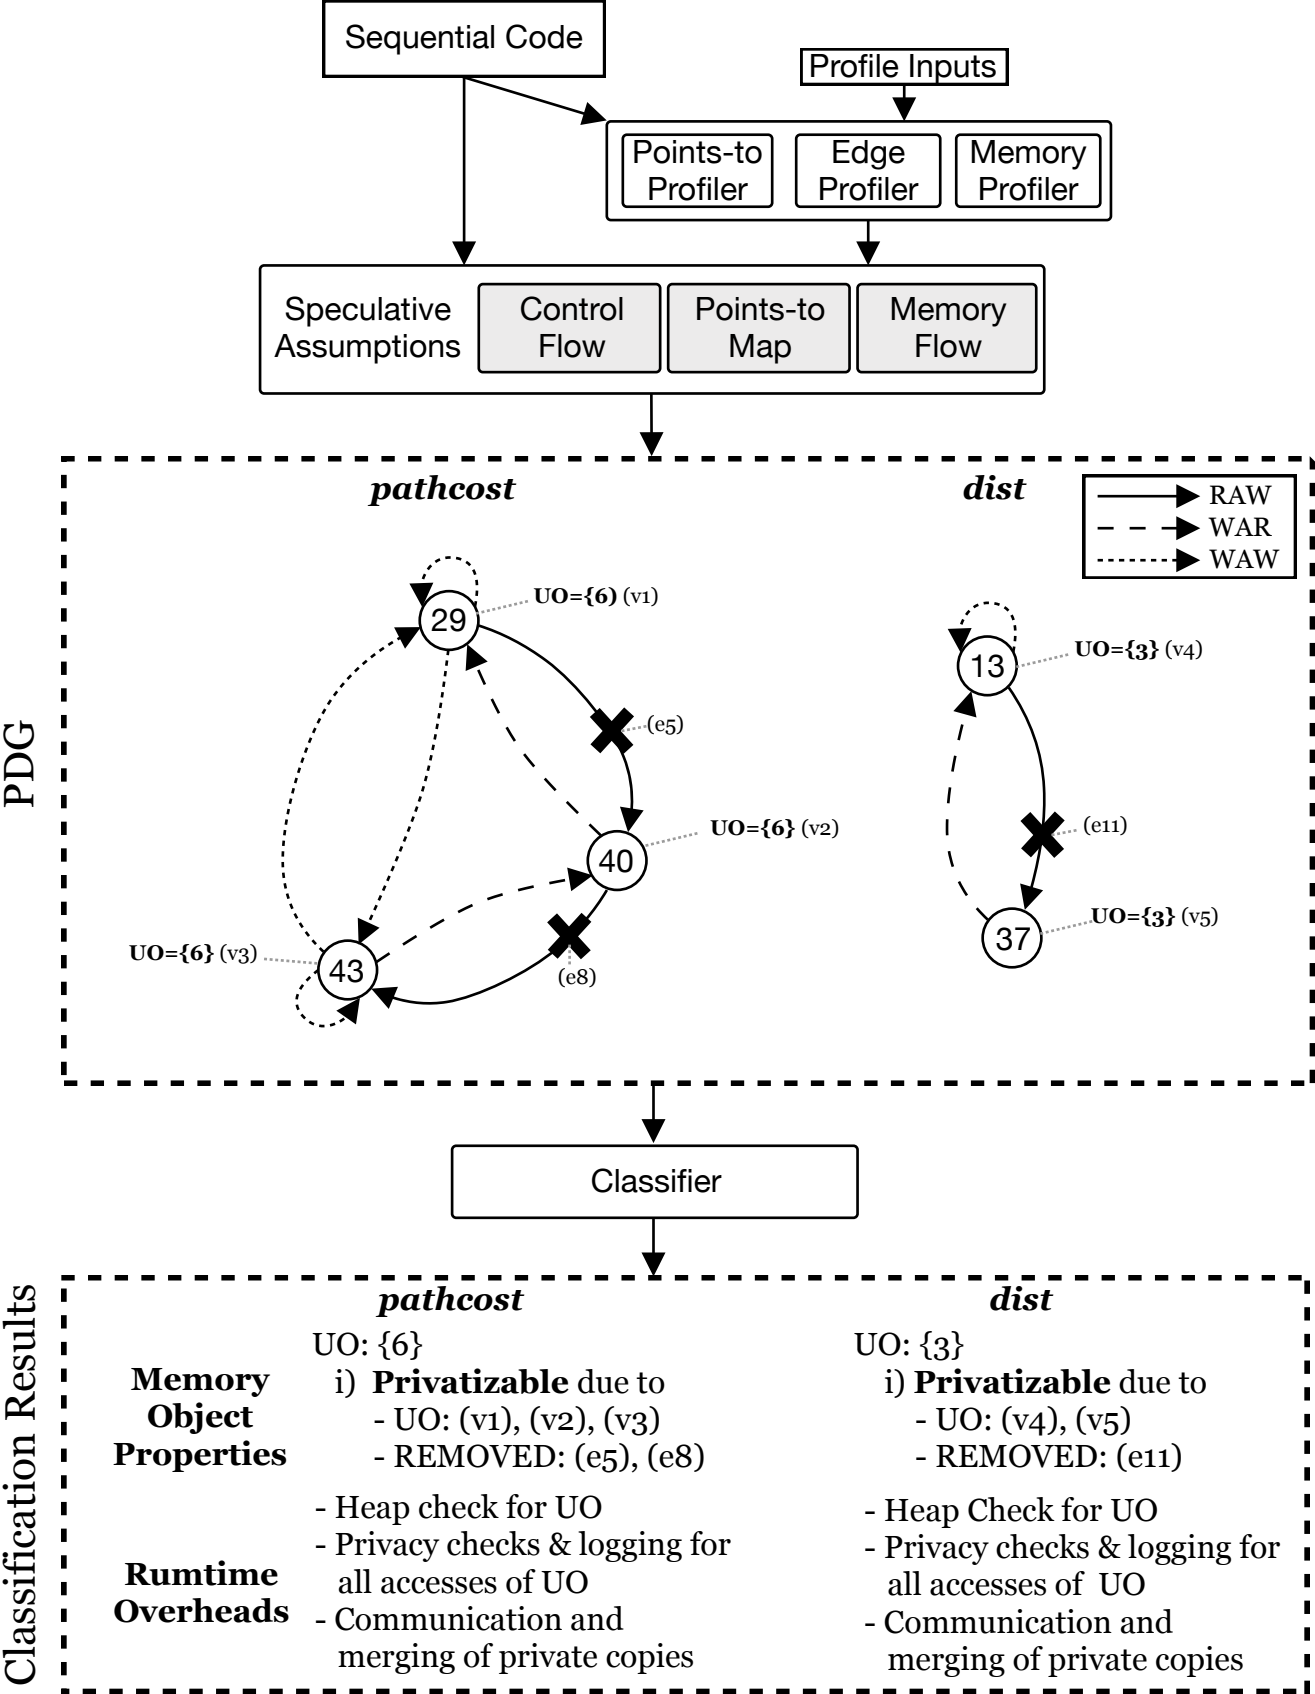 Sequential Code
Profile Inputs
Points-to
Profiler
Edge
Profiler
Memory
Profiler
Speculative
Assumptions
Control
Flow
Points-to
Map
Memory
Flow
PDG
pathcost
dist
RAW
WAR
WAW
29
UO={6) (v1)
13
UO={3} (v4)
(e5)
40
UO={6} (v2)
(e11)
43
UO={6} (v3)
(e8)
37
UO={3} (v5)
Classifier
Classification Results
pathcost
dist
Memory
Object
Properties
UO: {6}
i) Privatizable due to
- UO: (v1), (v2), (v3)
- REMOVED: (e5), (e8)
UO: {3}
i) Privatizable due to
- UO: (v4), (v5)
- REMOVED: (e11)
Rumtime
Overheads
- Heap check for UO
- Privacy checks & logging for
all accesses of UO
- Communication and
merging of private copies
- Heap Check for UO
- Privacy checks & logging for
all accesses of UO
- Communication and
merging of private copies